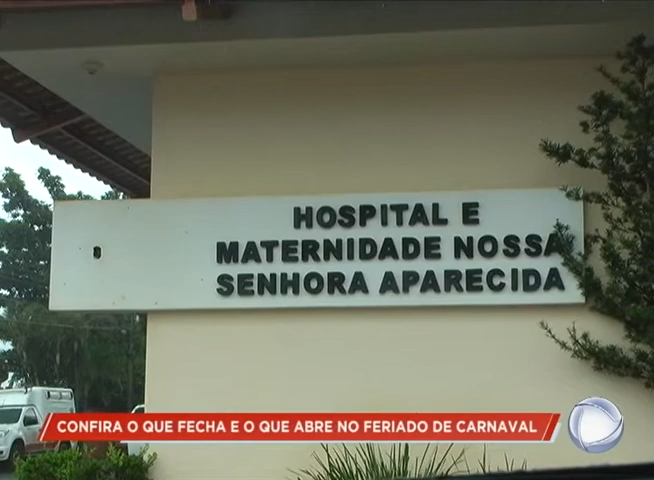 HOSPITAL E
MATERNIDADE NOSSA
SENHORA APARECIDA
CONFIRA O QUE FECHA E O QUE ABRE NO FERIADO DE CARNAVAL